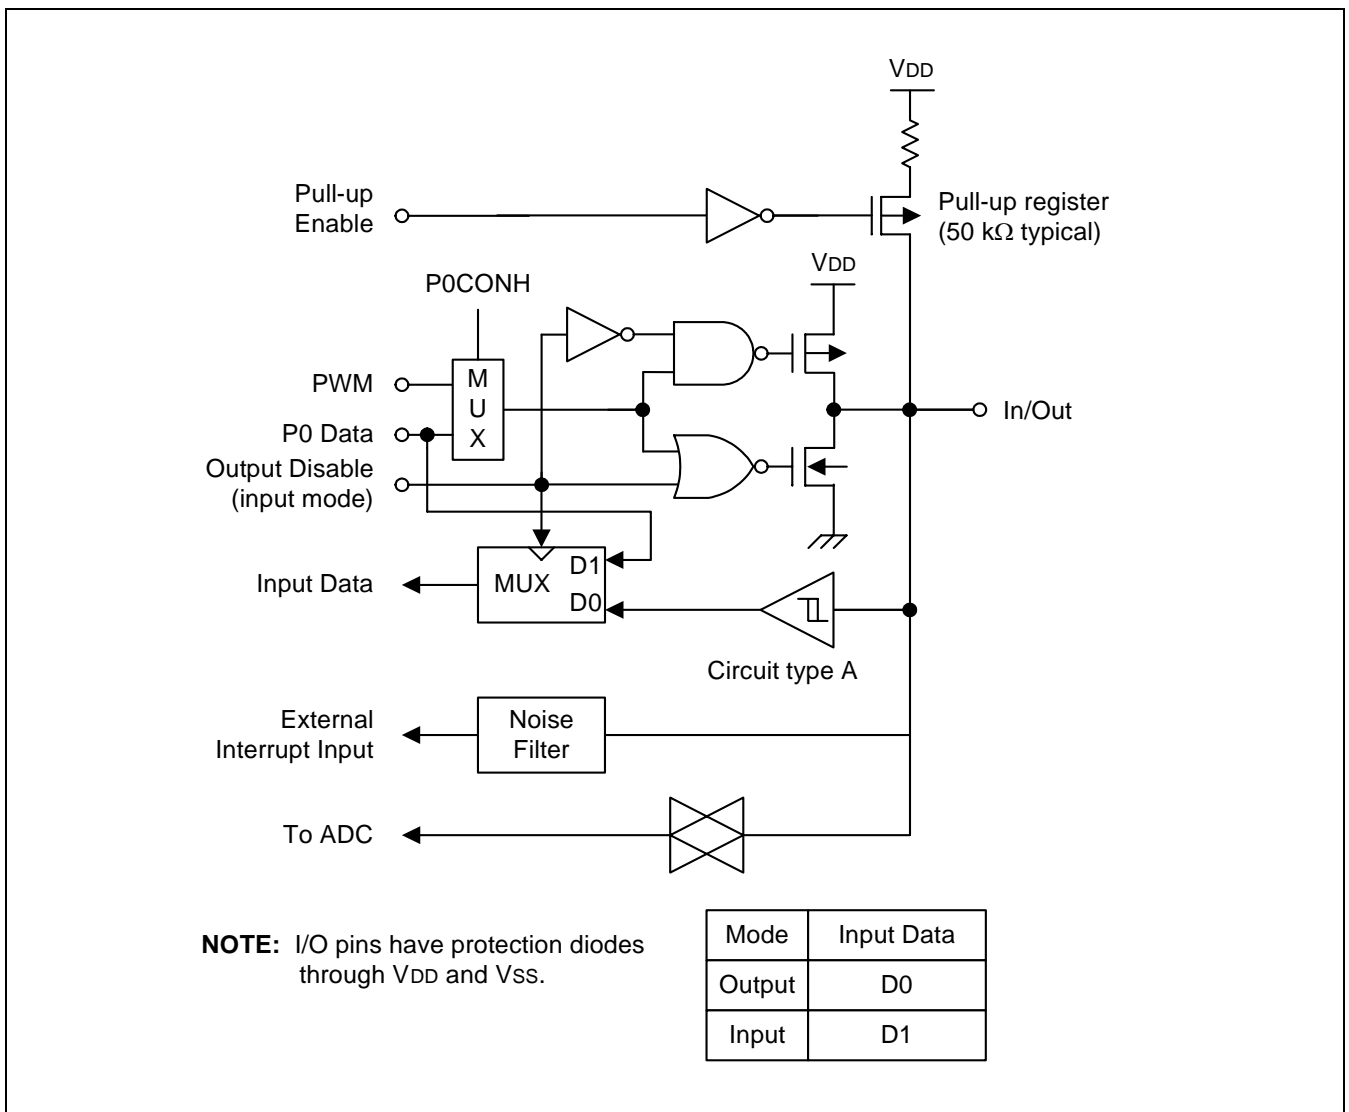 VDD
Pull-up
Enable
Pull-up register
(50 kΩ typical)
VDD
P0CONH
PWM
M
U
X
P0 Data
In/Out
Output Disable
(input mode)
Input Data
MUX
D1
D0
Circuit type A
External
Interrupt Input
Noise
Filter
To ADC
NOTE: I/O pins have protection diodes
through VDD and VSS.
Mode Input Data
Output D0
Input D1